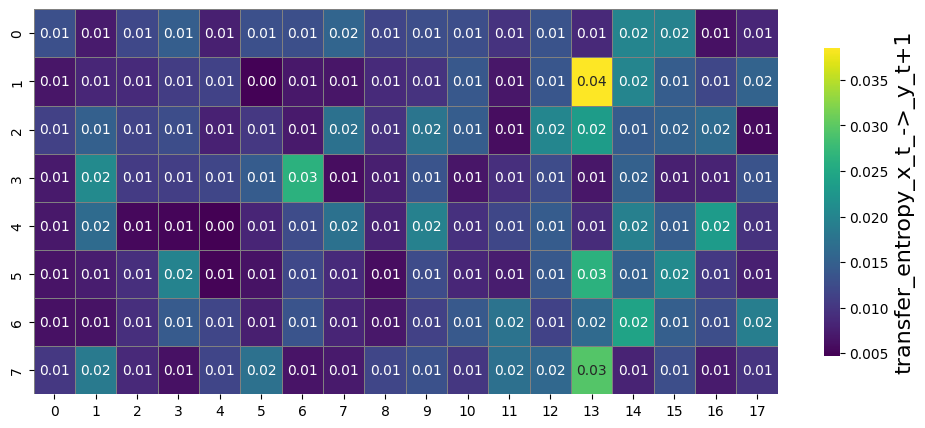 0 0.01 0.01 0.01 0.01 0.01 0.01 0.01 0.02 0.01 0.01 0.01 0.01 0.01 0.01 0.02 0.02 0.01 0.01
1 0.01 0.01 0.01 0.01 0.01 0.00 0.01 0.01 0.01 0.01 0.01 0.01 0.01 0.04 0.02 0.01 0.01 0.02
2 0.01 0.01 0.01 0.01 0.01 0.01 0.01 0.02 0.01 0.02 0.01 0.01 0.02 0.02 0.01 0.02 0.02 0.01
3 0.01 0.02 0.01 0.01 0.01 0.01 0.03 0.01 0.01 0.01 0.01 0.01 0.01 0.01 0.02 0.01 0.01 0.01
4 0.01 0.02 0.01 0.01 0.00 0.01 0.01 0.02 0.01 0.02 0.01 0.01 0.01 0.01 0.02 0.01 0.02 0.01
5 0.01 0.01 0.01 0.02 0.01 0.01 0.01 0.01 0.01 0.01 0.01 0.01 0.01 0.03 0.01 0.02 0.01 0.01
6 0.01 0.01 0.01 0.01 0.01 0.01 0.01 0.01 0.01 0.01 0.01 0.02 0.01 0.02 0.02 0.01 0.01 0.02
7 0.01 0.02 0.01 0.01 0.01 0.02 0.01 0.01 0.01 0.01 0.01 0.02 0.02 0.03 0.01 0.01 0.01 0.01
0 1 2 3 4 5 6 7 8 9 10 11 12 13 14 15 16 17
0.035
0.030
0.025
0.020
0.015
0.010
0.005
transfer_entropy_x_t_->_y_t+1